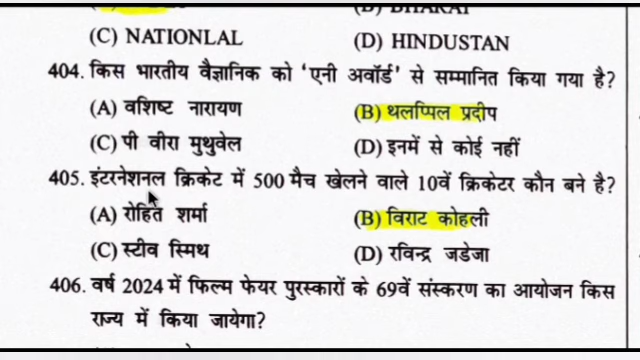 (C) NATIONLAL (D) HINDUSTAN
404. किस भारतीय वैज्ञानिक को 'एनी अवॉर्ड' से सम्मानित किया गया है?
(A) वशिष्ट नारायण (B) थलप्पिल प्रदीप
(C) पी वीरा मुथुवेल (D) इनमें से कोई नहीं
405. इंटरनेशनल क्रिकेट में 500 मैच खेलने वाले 10वें क्रिकेटर कौन बने है?
(A) रोहित शर्मा (B) विराट कोहली
(C) स्टीव स्मिथ (D) रविन्द्र जडेजा
406. वर्ष 2024 में फिल्म फेयर पुरस्कारों के 69वें संस्करण का आयोजन किस
राज्य में किया जायेगा?